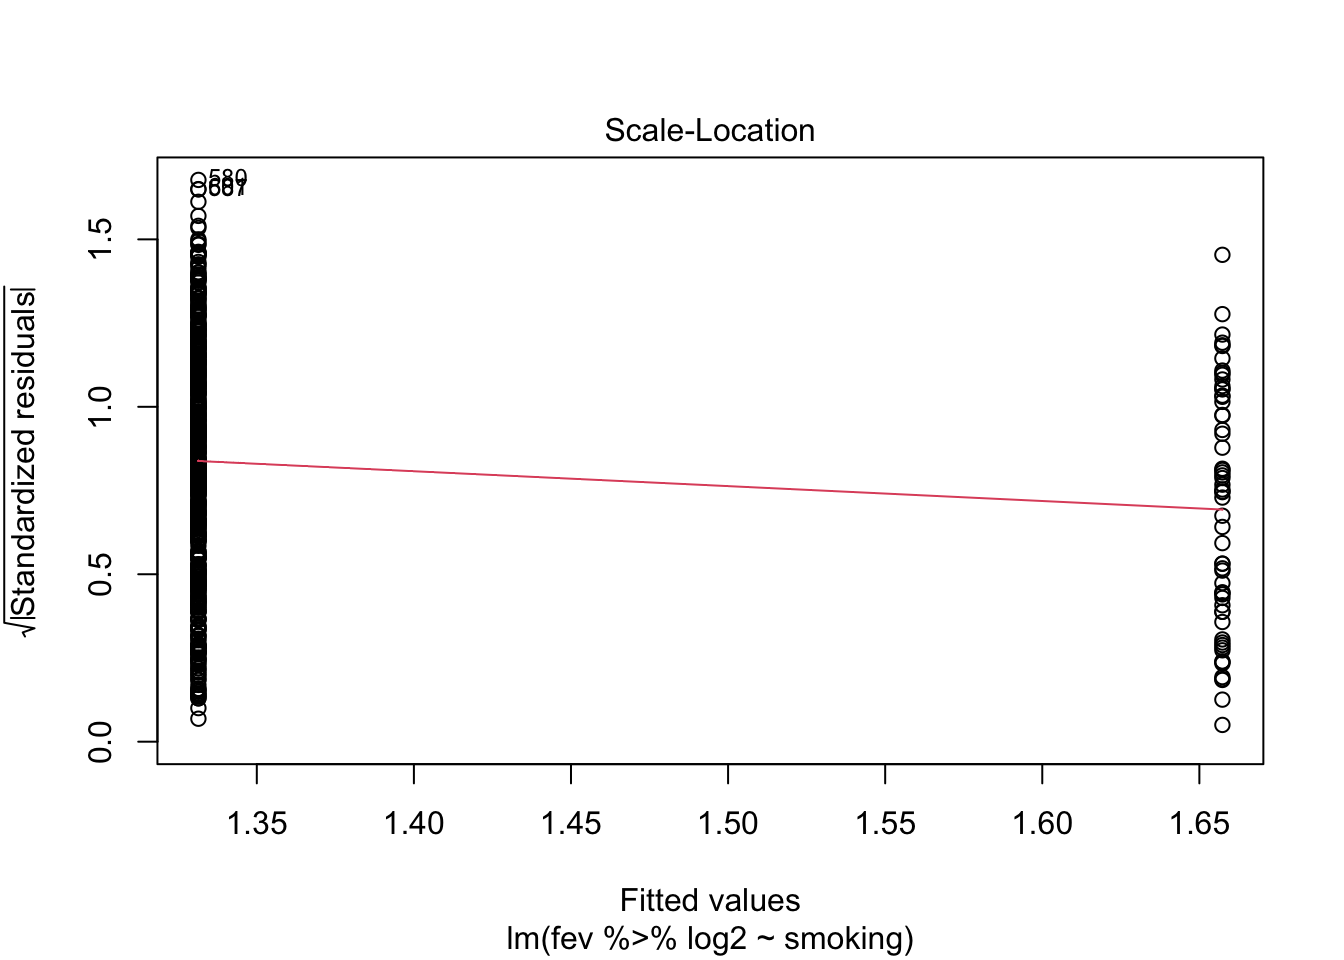 Scale-Location
580
√|Standardized residuals|
1.5
1.0
0.5
0.0
1.35 1.40 1.45 1.50 1.55 1.60 1.65
Fitted values
lm(fev %>% log2 ~ smoking)